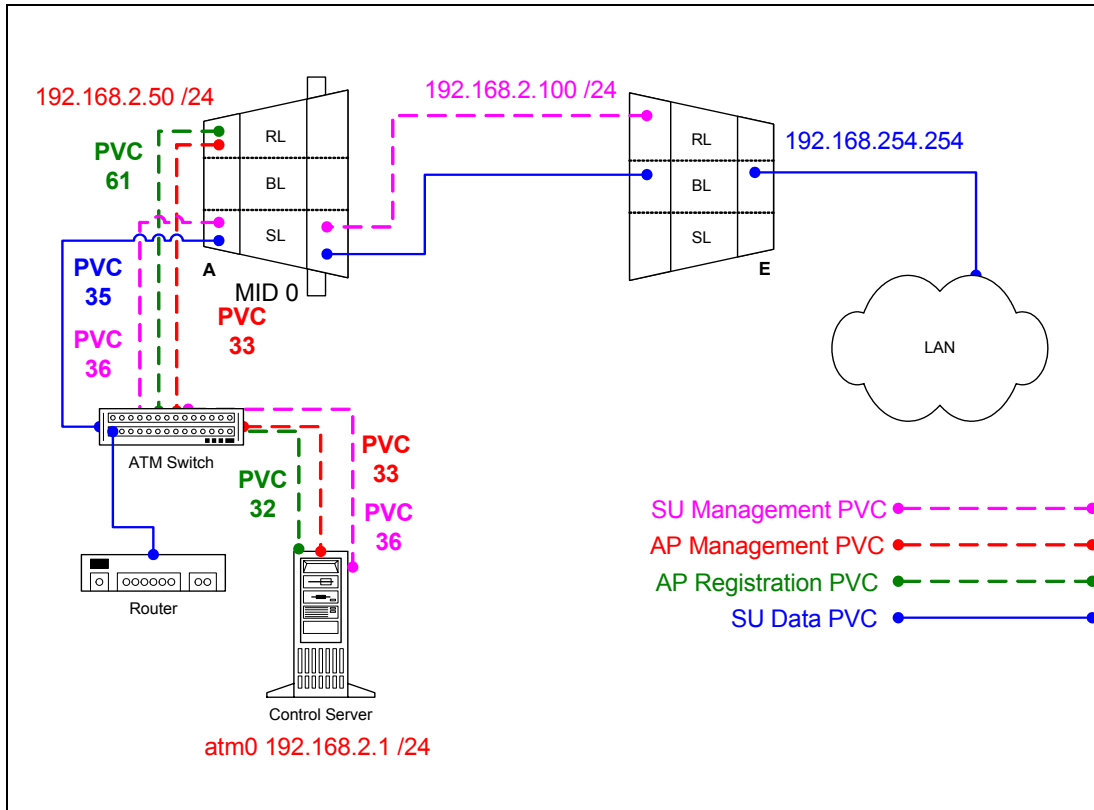 192.168.2.50 /24
192.168.2.100 /24
192.168.254.254
PVC
61
RL
BL
SL
A
MID 0
RL
BL
SL
E
PVC
35
PVC
33
PVC
36
LAN
ATM Switch
PVC
32
PVC
33
PVC
36
Router
Control Server
atm0 192.168.2.1 /24
SU Management PVC
AP Management PVC
AP Registration PVC
SU Data PVC